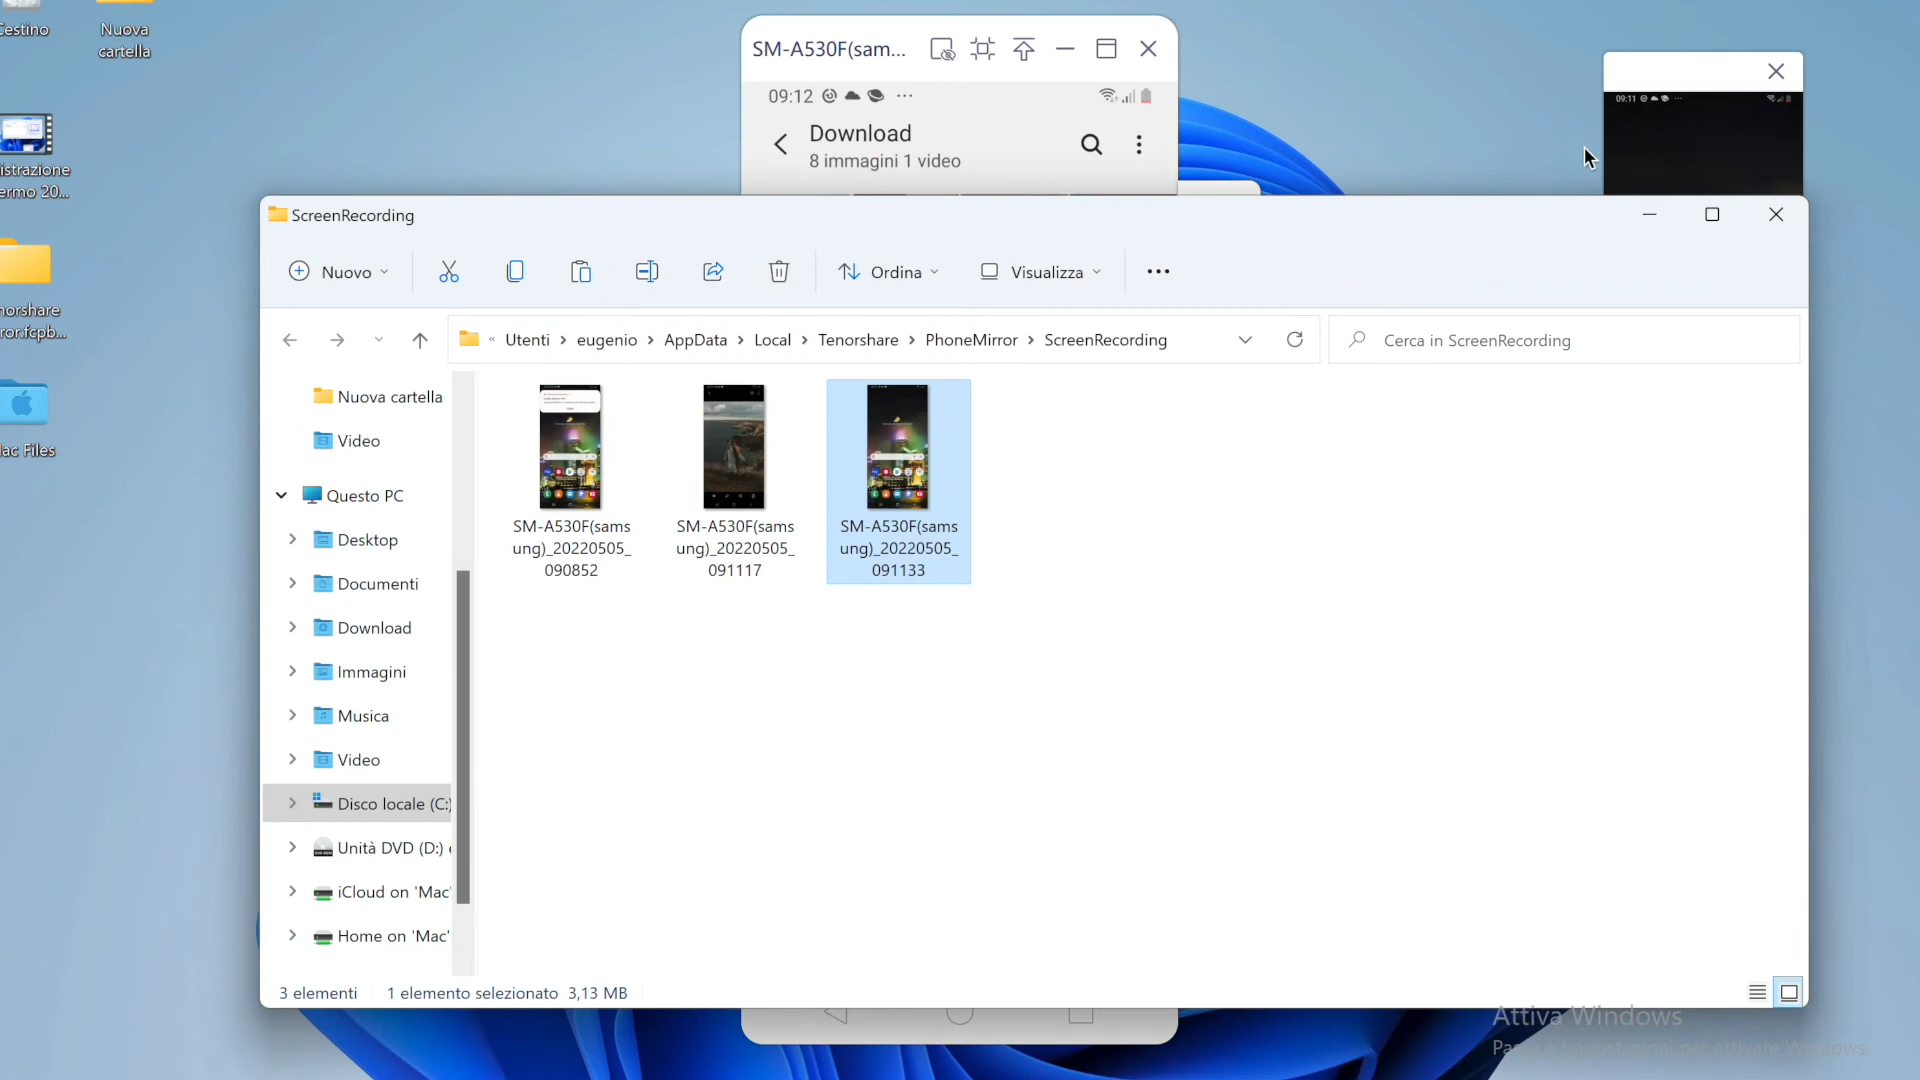 Cestino
Nuova
cartella
istrazione
ermo 20...
norshare
ror.fcpb...
ac Files
SM-A530F(sam...
09:12
Download
8 immagini 1 video
09:11
ScreenRecording
Nuovo
Ordina
Visualizza
« Utenti > eugenio > AppData > Local > Tenorshare > PhoneMirror > ScreenRecording
Cerca in ScreenRecording
Nuova cartella
Video
Questo PC
Desktop
Documenti
Download
Immagini
Musica
Video
Disco locale (C:)
Unità DVD (D:) e
iCloud on 'Mac'
Home on 'Mac'
SM-A530F(sams
ung)_20220505_
090852
SM-A530F(sams
ung)_20220505_
091117
SM-A530F(sams
ung)_20220505_
091133
3 elementi
1 elemento selezionato 3,13 MB
Attiva Windows